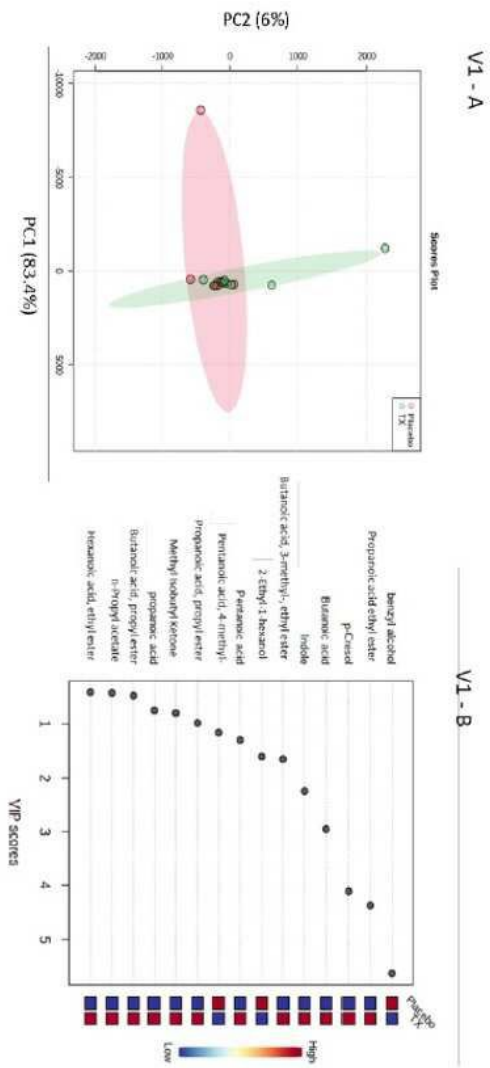 V1 - A
Scores Plot
Placebo
TX
PC2 (6%)
2000
1000
0
-1000
-2000
-10000
-5000
0
5000
PC1 (83.4%)
V1 - B
benzyl alcohol
Propanoic acid ethyl ester
p-Cresol
Butanoic acid
Indole
Butanoic acid, 3-methyl-, ethyl ester
2-Ethyl-1-hexanol
Pentanoic acid
Pentanoic acid, 4-methyl-
Propanoic acid, propyl ester
Methyl Isobutyl Ketone
propanoic acid
Butanoic acid, propyl ester
n-Propyl acetate
Hexanoic acid, ethyl ester
1
2
3
4
5
VIP scores
Placebo
TX
High
Low